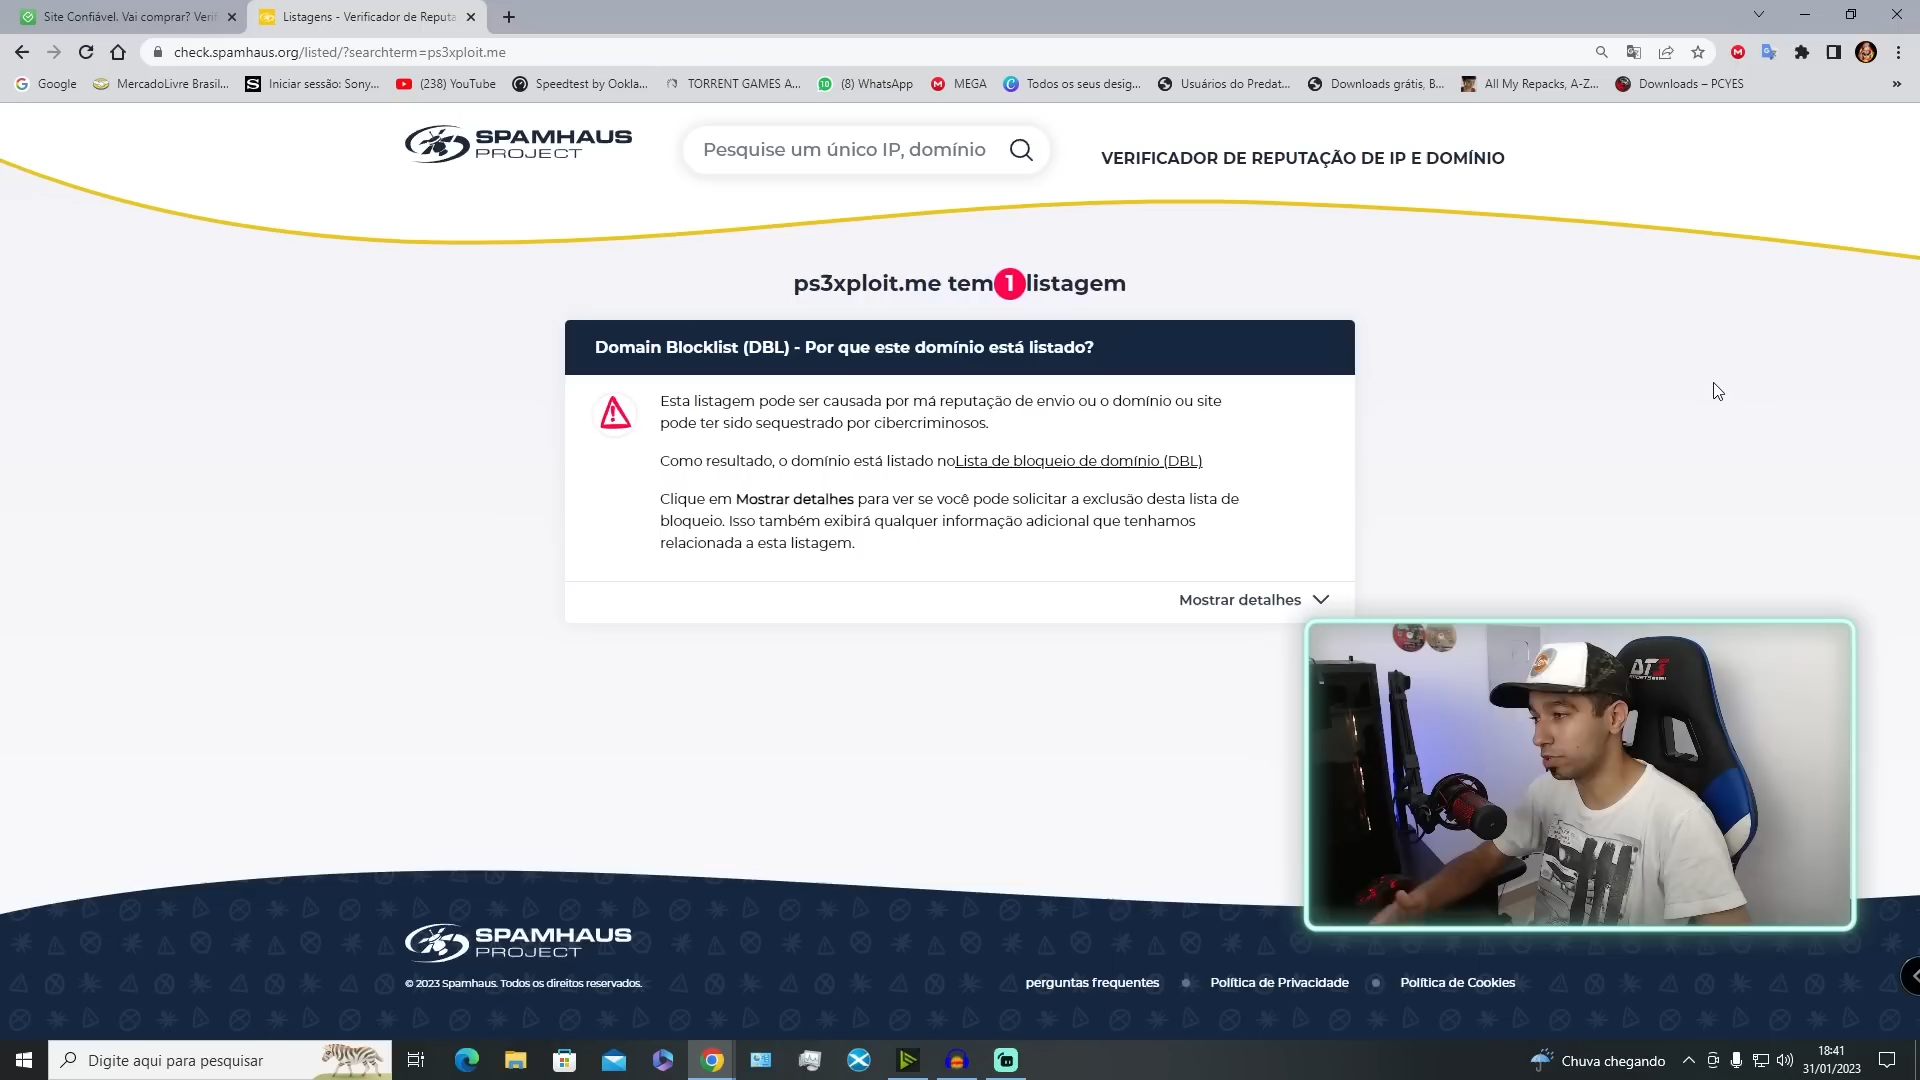 Site Confiável. Vai comprar? Verif
Listagens - Verificador de Reputa
check.spamhaus.org/listed/?searchterm=ps3xploit.me
Google
MercadoLivre Brasil...
Iniciar sessão: Sony...
(238) YouTube
Speedtest by Ookla...
TORRENT GAMES A...
(8) WhatsApp
MEGA
Todos os seus desig...
Usuários do Predat...
Downloads grátis, B...
All My Repacks, A-Z...
Downloads – PCYES
»
SPAMHAUS
PROJECT
Pesquise um único IP, domínio
VERIFICADOR DE REPUTAÇÃO DE IP E DOMÍNIO
ps3xploit.me tem 1 listagem
Domain Blocklist (DBL) - Por que este domínio está listado?
Esta listagem pode ser causada por má reputação de envio ou o domínio ou site
pode ter sido sequestrado por cibercriminosos.
Como resultado, o domínio está listado noLista de bloqueio de domínio (DBL)
Clique em Mostrar detalhes para ver se você pode solicitar a exclusão desta lista de
bloqueio. Isso também exibirá qualquer informação adicional que tenhamos
relacionada a esta listagem.
Mostrar detalhes
DT3
SPAMHAUS
PROJECT
© 2023 Spamhaus. Todos os direitos reservados.
perguntas frequentes
Política de Privacidade
Política de Cookies
Digite aqui para pesquisar
Chuva chegando
18:41
31/01/2023